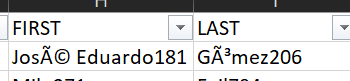 H
FIRST LAST
JosÃ© Eduardo181 GÃ³mez206